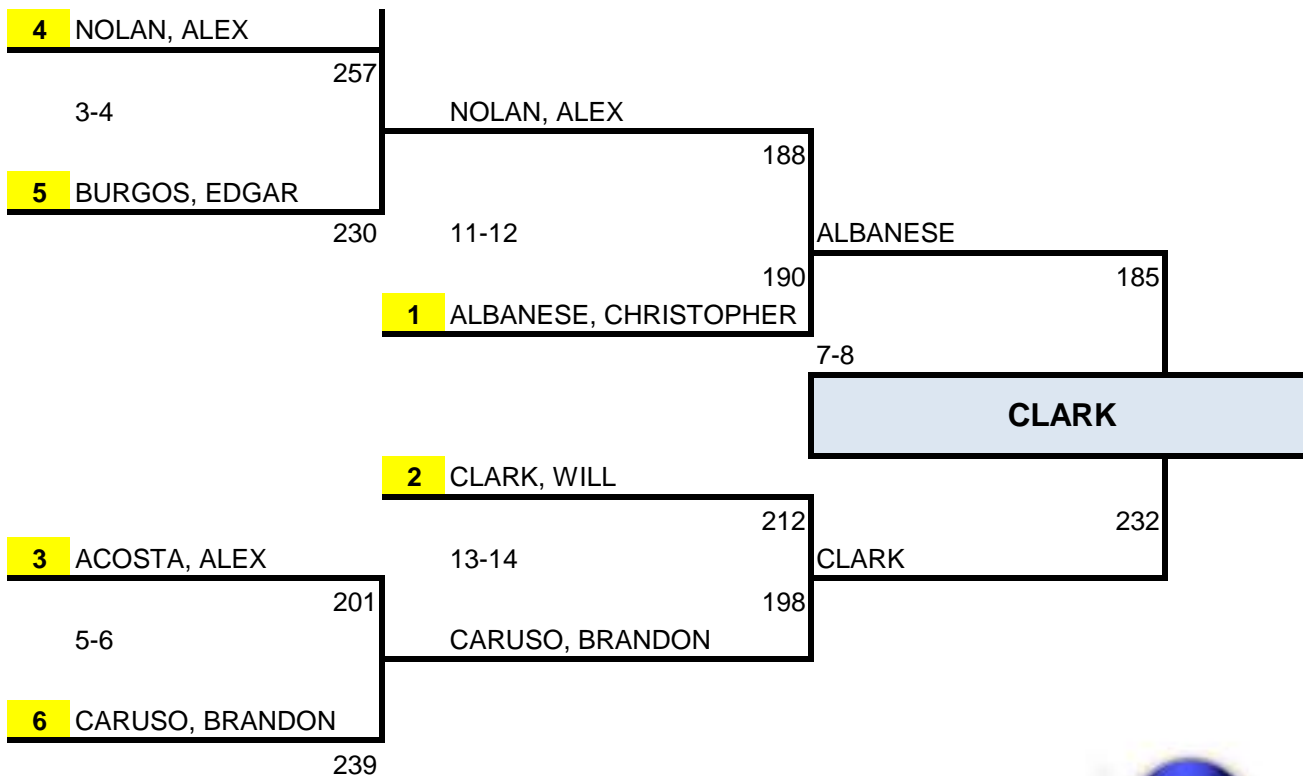 4 NOLAN, ALEX
257
3-4 NOLAN, ALEX
188
5 BURGOS, EDGAR
230 11-12 ALBANESE
190 185
1 ALBANESE, CHRISTOPHER
7-8
CLARK
2 CLARK, WILL
212 232
3 ACOSTA, ALEX 13-14 CLARK
201 198
5-6 CARUSO, BRANDON
6 CARUSO, BRANDON
239